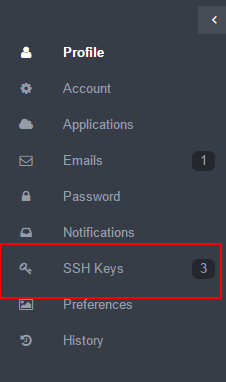 Profile
Account
Applications
Emails 1
Password
Notifications
SSH Keys 3
Preferences
History